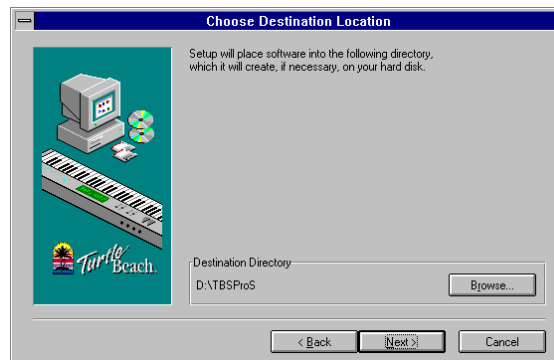 Choose Destination Location
Setup will place software into the following directory,
which it will create, if necessary, on your hard disk.
Turtle
Beach.
Destination Directory
D:\TBSProS
Browse...
< Back
Next >
Cancel